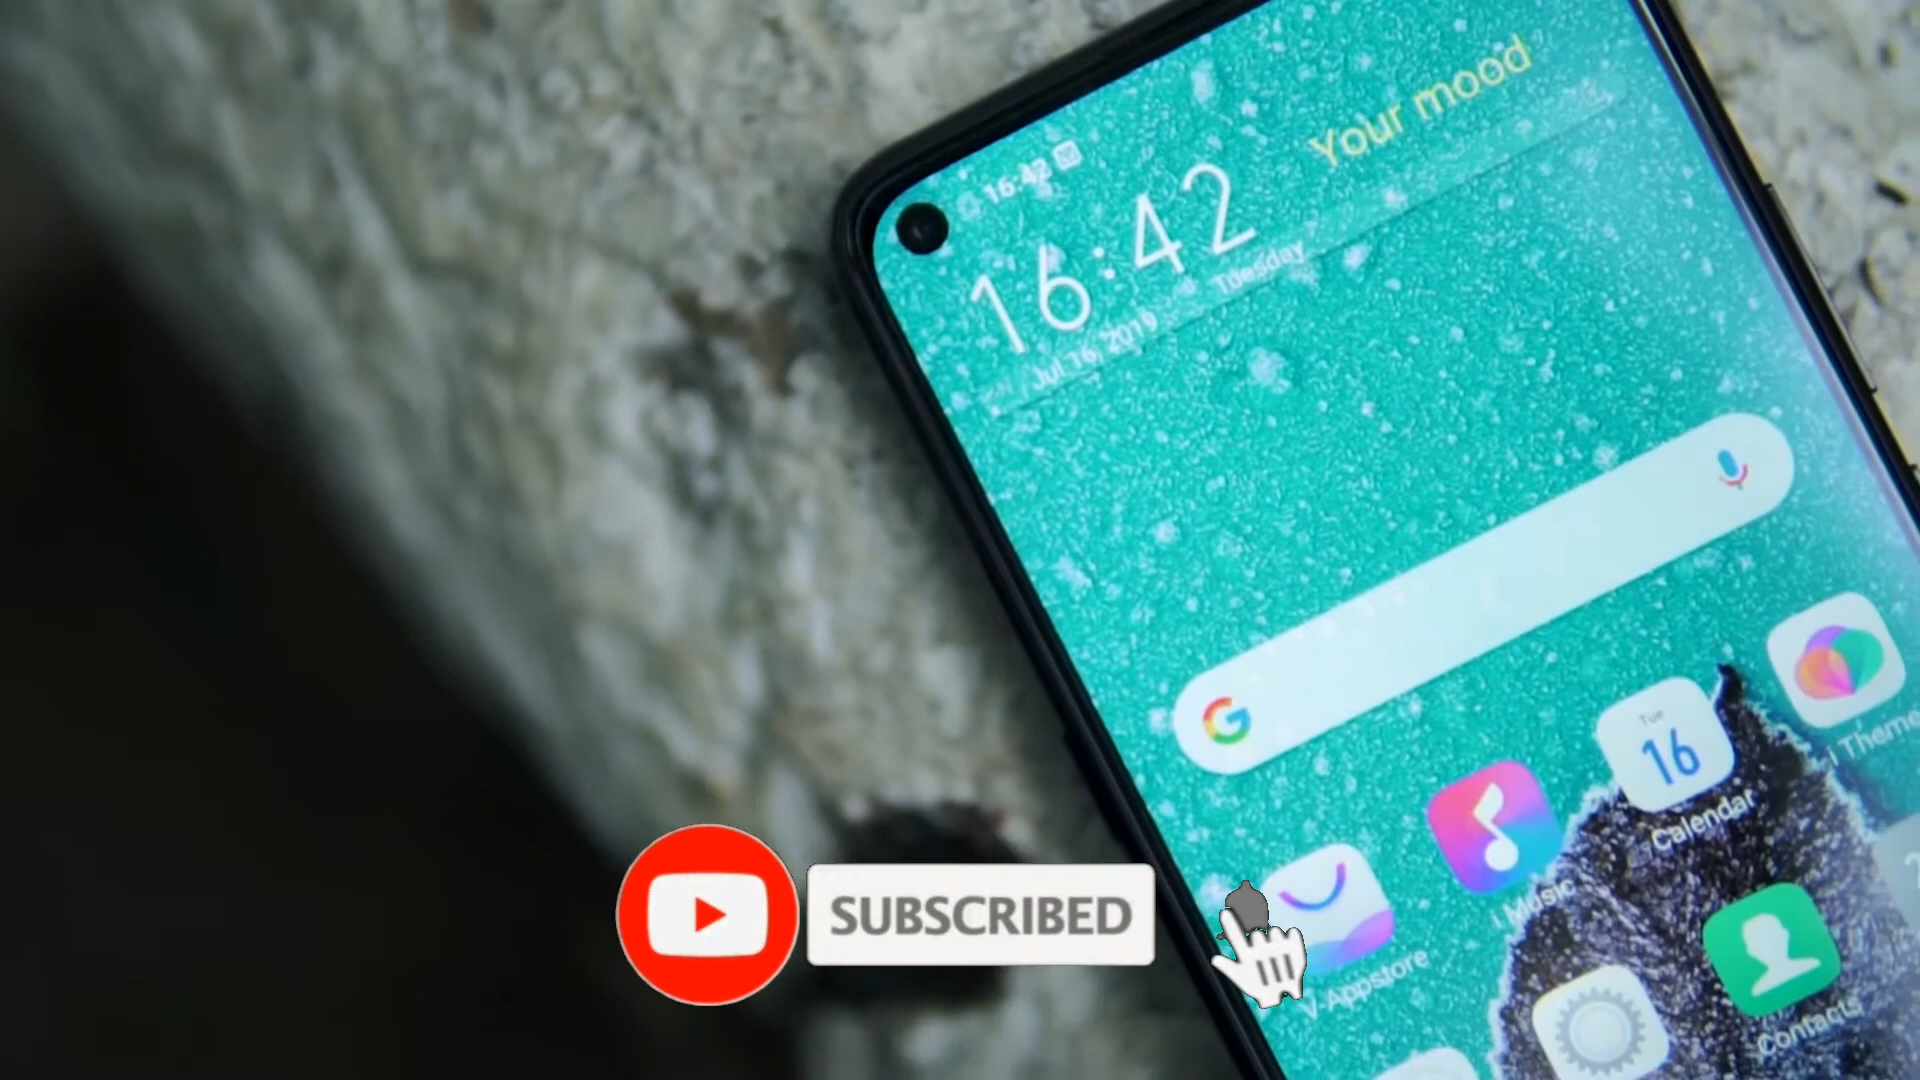 16:42
Your mood
16:42
Jul 16, 2019 Tuesday
G
Tue
16
i Theme
Calendar
i Music
V-Appstore
Contacts
SUBSCRIBED